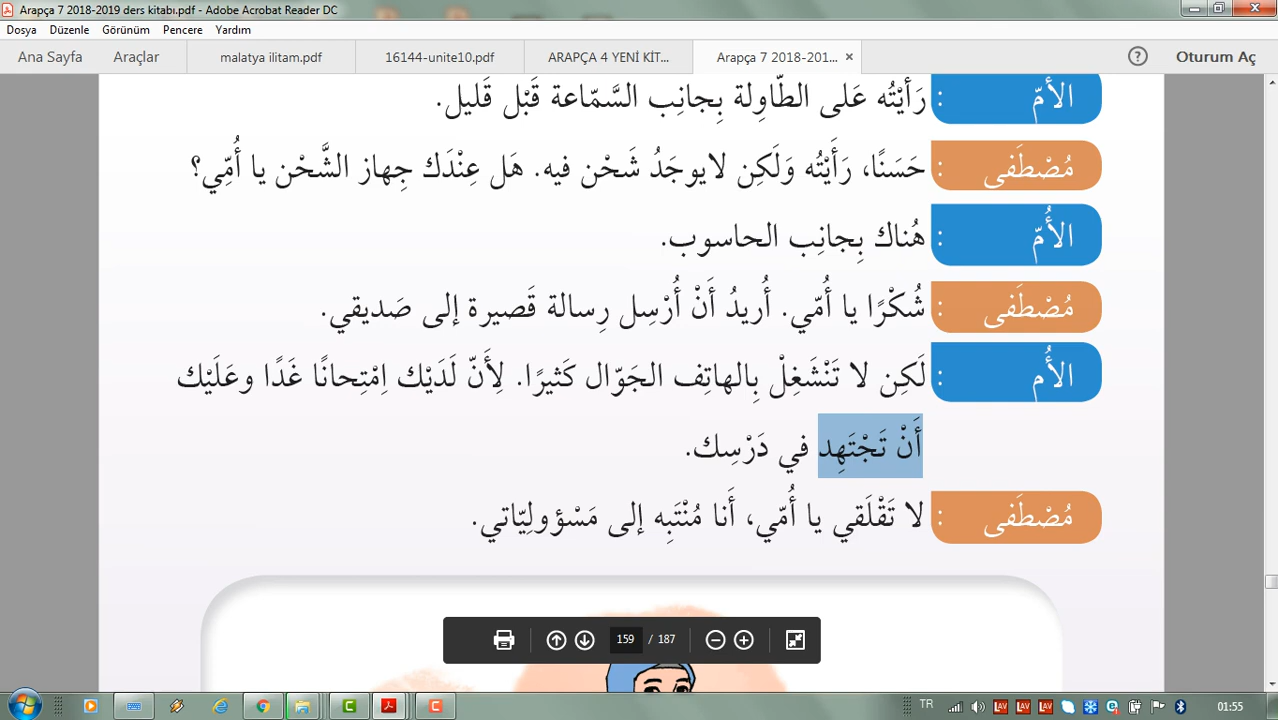 Arapça 7 2018-2019 ders kitabı.pdf - Adobe Acrobat Reader DC
Dosya Düzenle Görünüm Pencere Yardım
Ana Sayfa Araçlar malatya ilitam.pdf 16144-unite10.pdf ARAPÇA 4 YENİ KİT... Arapça 7 2018-201... × ? Oturum Aç
الأمّ : رَأَيْتُه عَلى الطّاوِلة بِجانِب السَّمّاعة قَبْل قَليل.
مُصْطَفى : حَسَنًا، رَأَيْتُه وَلَكِن لايوجَدُ شَحْن فيه. هَل عِنْدَك جِهاز الشَّحْن يا أُمِّي؟
الأُمّ : هُناك بِجانِب الحاسوب.
مُصْطَفى : شُكْرًا يا أُمّي. أُريدُ أَنْ أُرْسِل رِسالة قَصيرة إلى صَديقي.
الأُم : لَكِن لا تَنْشَغِلْ بِالهاتِف الجَوّال كَثيرًا. لِأَنّ لَدَيْك اِمْتِحانًا غَدًا وعَلَيْك
أَنْ تَجْتَهِد في دَرْسِك.
مُصْطَفى : لا تَقْلَقي يا أُمّي، أَنا مُنْتَبِه إلى مَسْؤولِيّاتي.
159 / 187
TR LAV LAV LAV 01:55